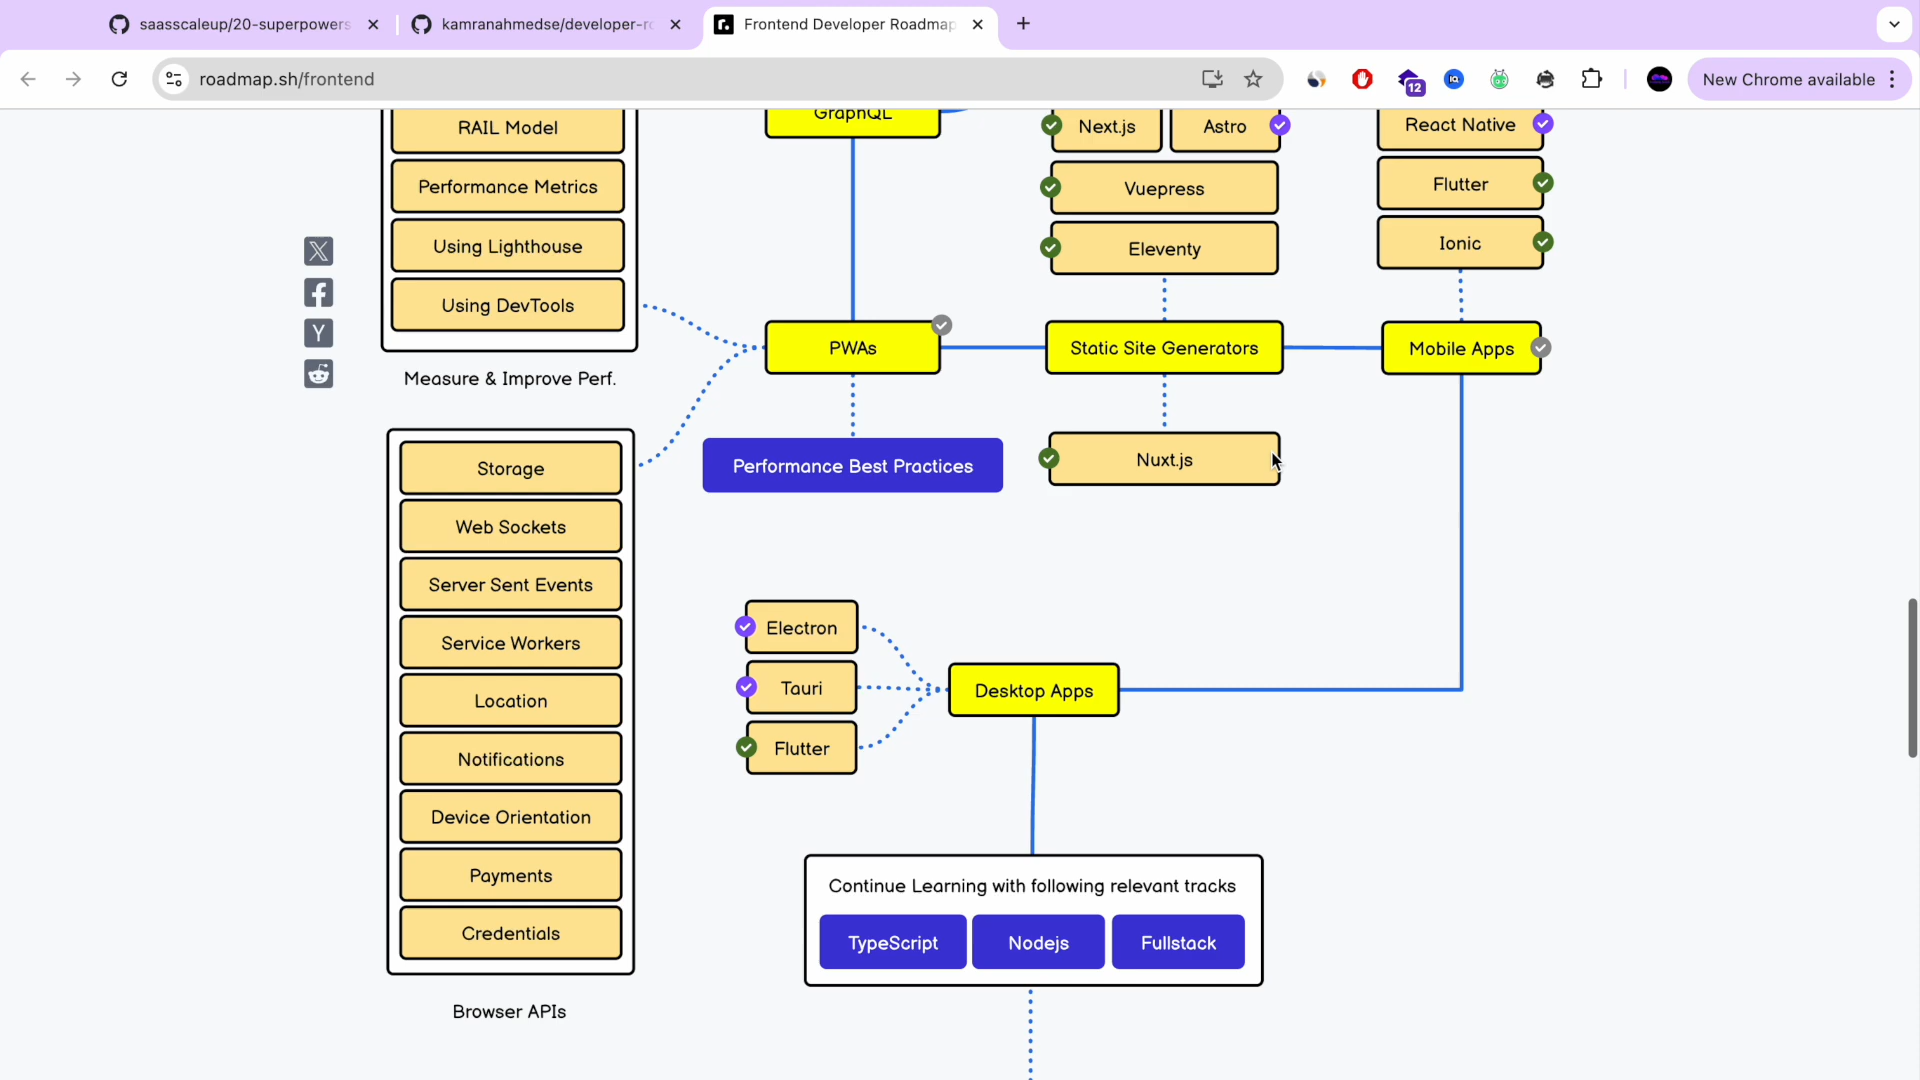 saasscaleup/20-superpowers
kamranahmedse/developer-ro
Frontend Developer Roadmap
roadmap.sh/frontend
12
New Chrome available
RAIL Model
Performance Metrics
Using Lighthouse
Using DevTools
Measure & Improve Perf.
Storage
Web Sockets
Server Sent Events
Service Workers
Location
Notifications
Device Orientation
Payments
Credentials
Browser APIs
GraphQL
PWAs
Performance Best Practices
Next.js
Astro
Vuepress
Eleventy
Static Site Generators
Nuxt.js
React Native
Flutter
Ionic
Mobile Apps
Electron
Tauri
Flutter
Desktop Apps
Continue Learning with following relevant tracks
TypeScript
Nodejs
Fullstack